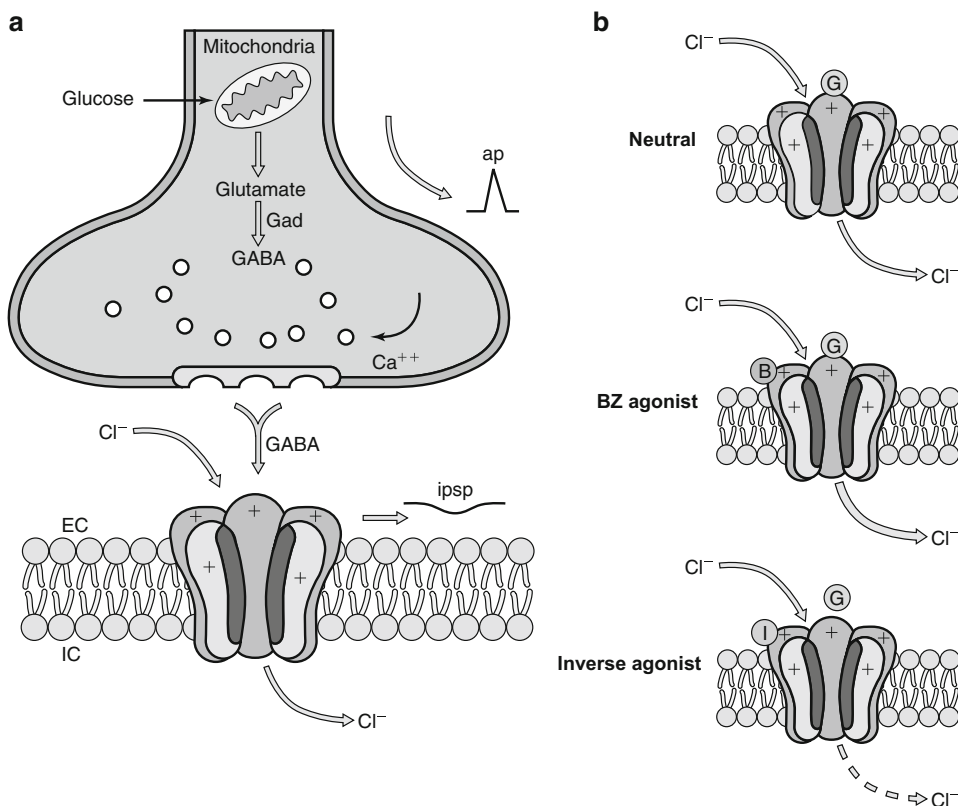 a
Mitochondria
Glucose
Glutamate
Gad
GABA
ap
Ca++
GABA
Cl−
ipsp
EC
IC
Cl−
b
Cl−
G
+ + +
+
Neutral
Cl−
Cl−
G
B
BZ agonist
Cl−
Cl−
G
I
Inverse agonist
Cl−